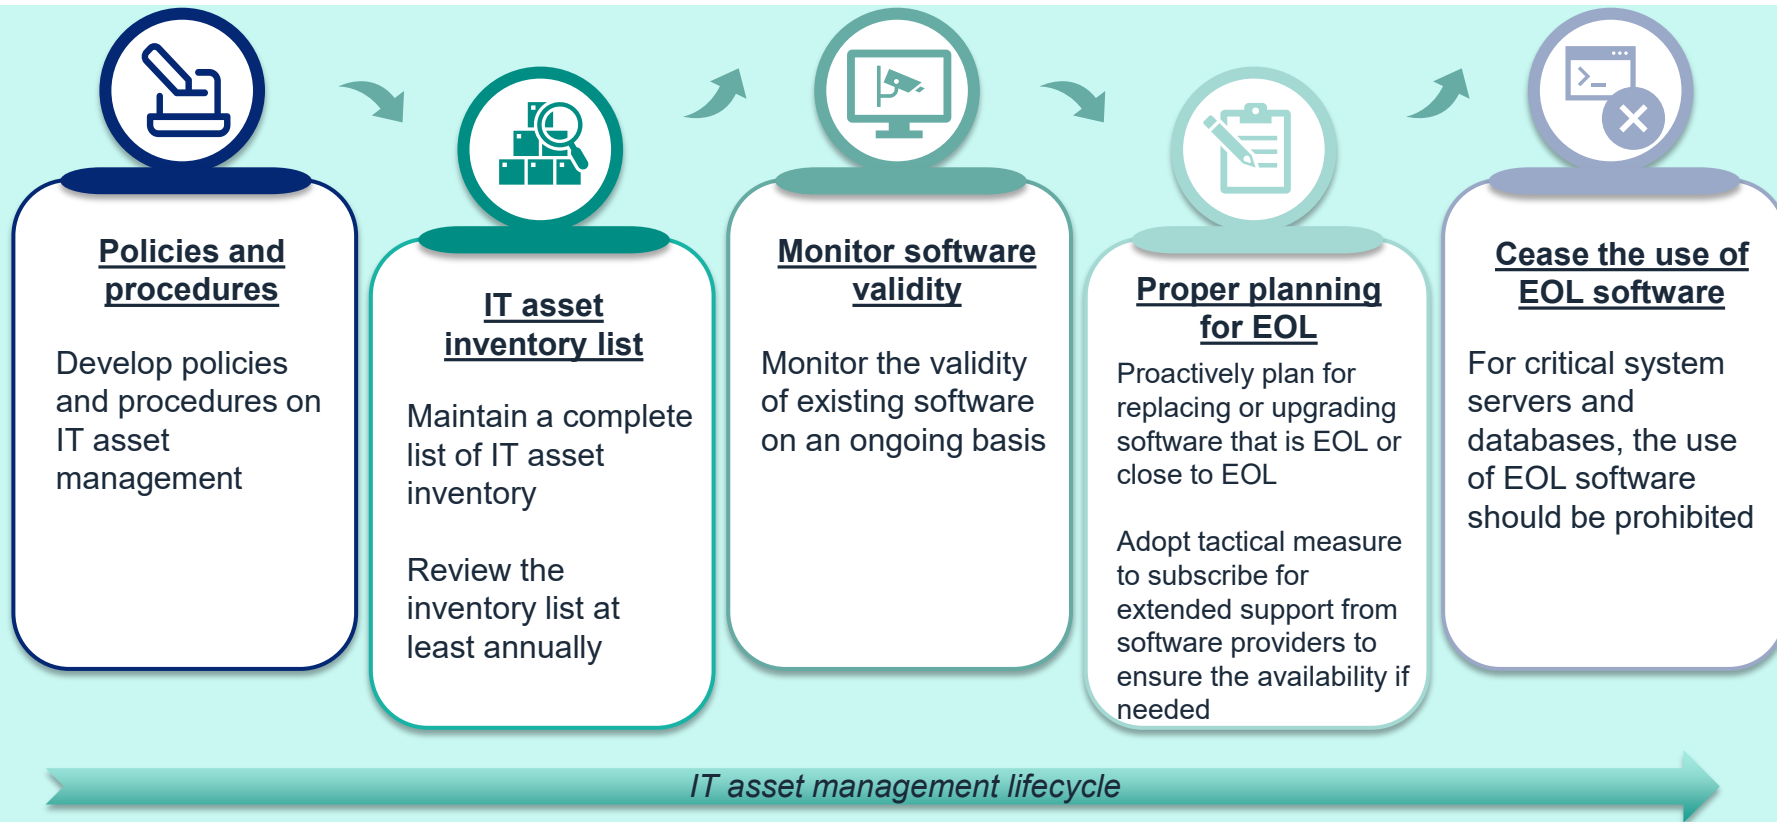 Policies and
procedures
Develop policies
and procedures on
IT asset
management
IT asset
inventory list
Maintain a complete
list of IT asset
inventory
Review the
inventory list at
least annually
Monitor software
validity
Monitor the validity
of existing software
on an ongoing basis
Proper planning
for EOL
Proactively plan for
replacing or upgrading
software that is EOL or
close to EOL
Adopt tactical measure
to subscribe for
extended support from
software providers to
ensure the availability if
needed
Cease the use of
EOL software
For critical system
servers and
databases, the use
of EOL software
should be prohibited
IT asset management lifecycle